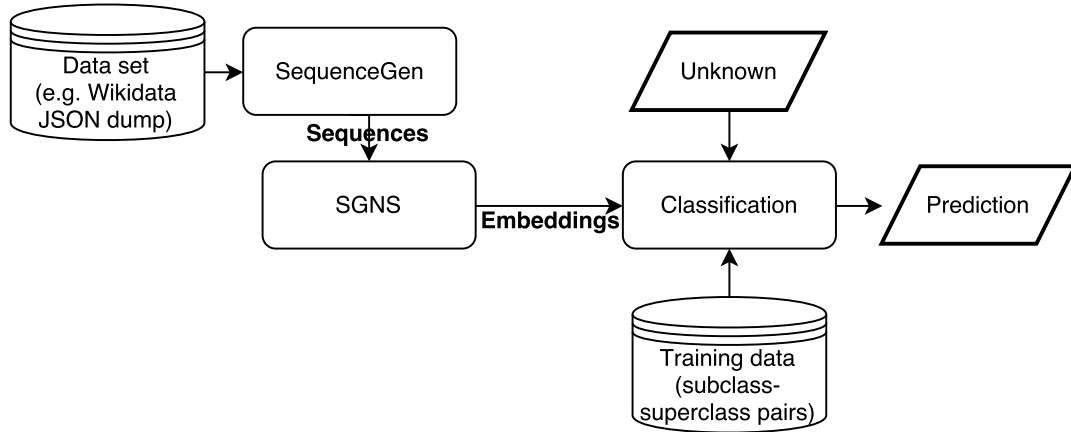 Data set
(e.g. Wikidata
JSON dump)
SequenceGen
Unknown
Sequences
SGNS
Embeddings
Classification
Prediction
Training data
(subclass-
superclass pairs)